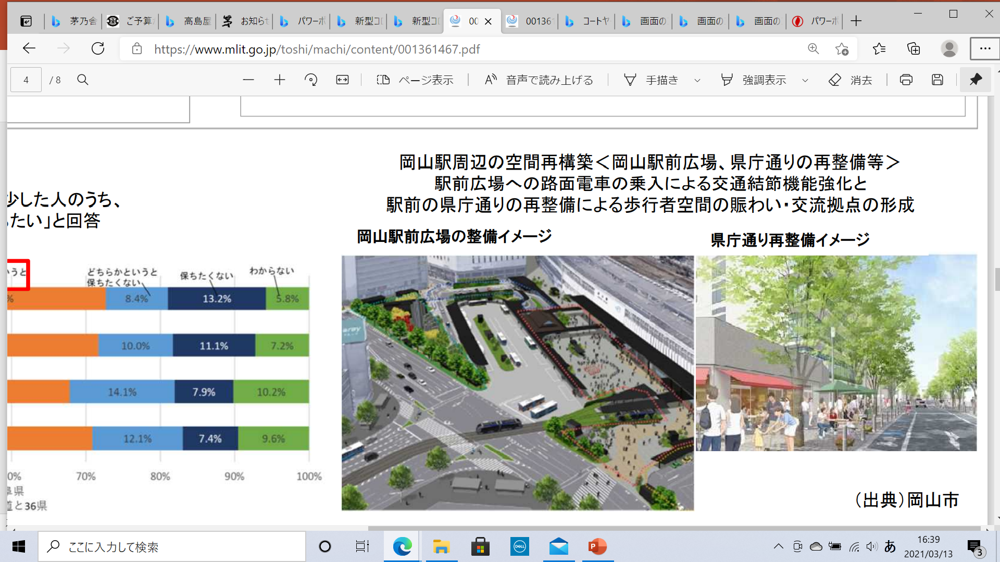 茅乃舎
ご予算
高島屋
お知らせ
パワーポ
新型コロ
新型コロ
00
00136
コートヤ
画面の
画面の
画面の
パワーポ
https://www.mlit.go.jp/toshi/machi/content/001361467.pdf
4 / 8
ページ表示
音声で読み上げる
手描き
強調表示
消去
岡山駅周辺の空間再構築＜岡山駅前広場、県庁通りの再整備等＞
駅前広場への路面電車の乗入による交通結節機能強化と
駅前の県庁通りの再整備による歩行者空間の賑わい・交流拠点の形成
少した人のうち、
たい」と回答
岡山駅前広場の整備イメージ
県庁通り再整備イメージ
いうと
どちらかというと
保ちたくない
保ちたくない
わからない
%
8.4%
13.2%
5.8%
10.0%
11.1%
7.2%
14.1%
7.9%
10.2%
12.1%
7.4%
9.6%
0%
70%
80%
90%
100%
阜県
道と36県
（出典）岡山市
ここに入力して検索
DELL
P
あ
16:39
2021/03/13
3